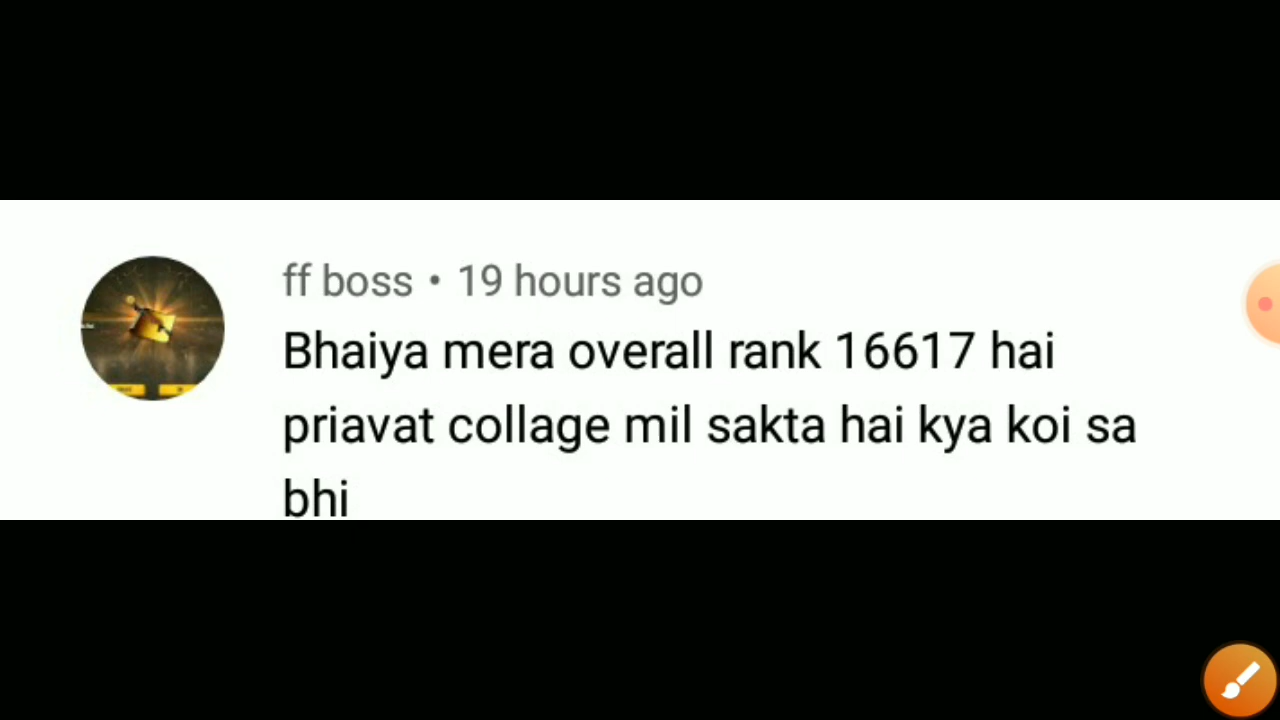 ff boss • 19 hours ago
Bhaiya mera overall rank 16617 hai
priavat collage mil sakta hai kya koi sa
bhi